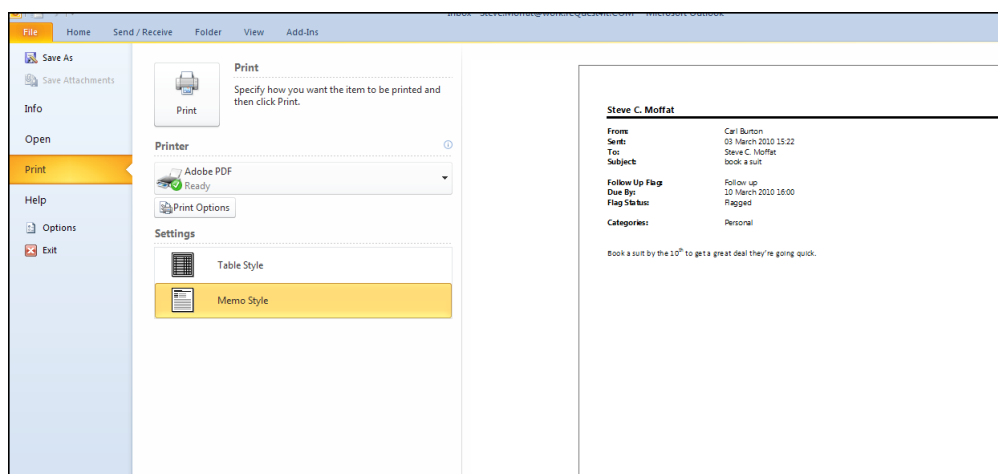 File Home Send / Receive Folder View Add-Ins
Save As
Save Attachments
Info
Open
Print
Help
Options
Exit
Print
Print
Specify how you want the item to be printed and
then click Print.
Printer
Adobe PDF
Ready
Print Options
Settings
Table Style
Memo Style
Steve C. Moffat
From: Carl Burton
Sent: 03 March 2010 15:22
To: Steve C. Moffat
Subject: book a suit
Follow Up Flag: Follow up
Due By: 10 March 2010 16:00
Flag Status: Flagged
Categories: Personal
Book a suit by the 10th to get a great deal they're going quick.